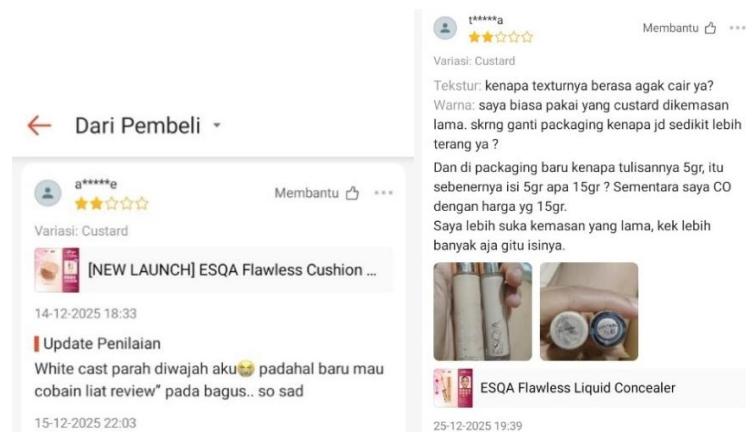 Dari Pembeli
a*****e
Membantu
Variasi: Custard
[NEW LAUNCH] ESQA Flawless Cushion ...
14-12-2025 18:33
Update Penilaian
White cast parah diwajah aku😭 padahal baru mau
cobain liat review” pada bagus.. so sad
15-12-2025 22:03
t*****a
Membantu
Variasi: Custard
Tekstur: kenapa texturnya berasa agak cair ya?
Warna: saya biasa pakai yang custard dikemasan
lama. skrng ganti packaging kenapa jd sedikit lebih
terang ya ?
Dan di packaging baru kenapa tulisannya 5gr, itu
sebenernya isi 5gr apa 15gr ? Sementara saya CO
dengan harga yg 15gr.
Saya lebih suka kemasan yang lama, kek lebih
banyak aja gitu isinya.
ESQA Flawless Liquid Concealer
25-12-2025 19:39